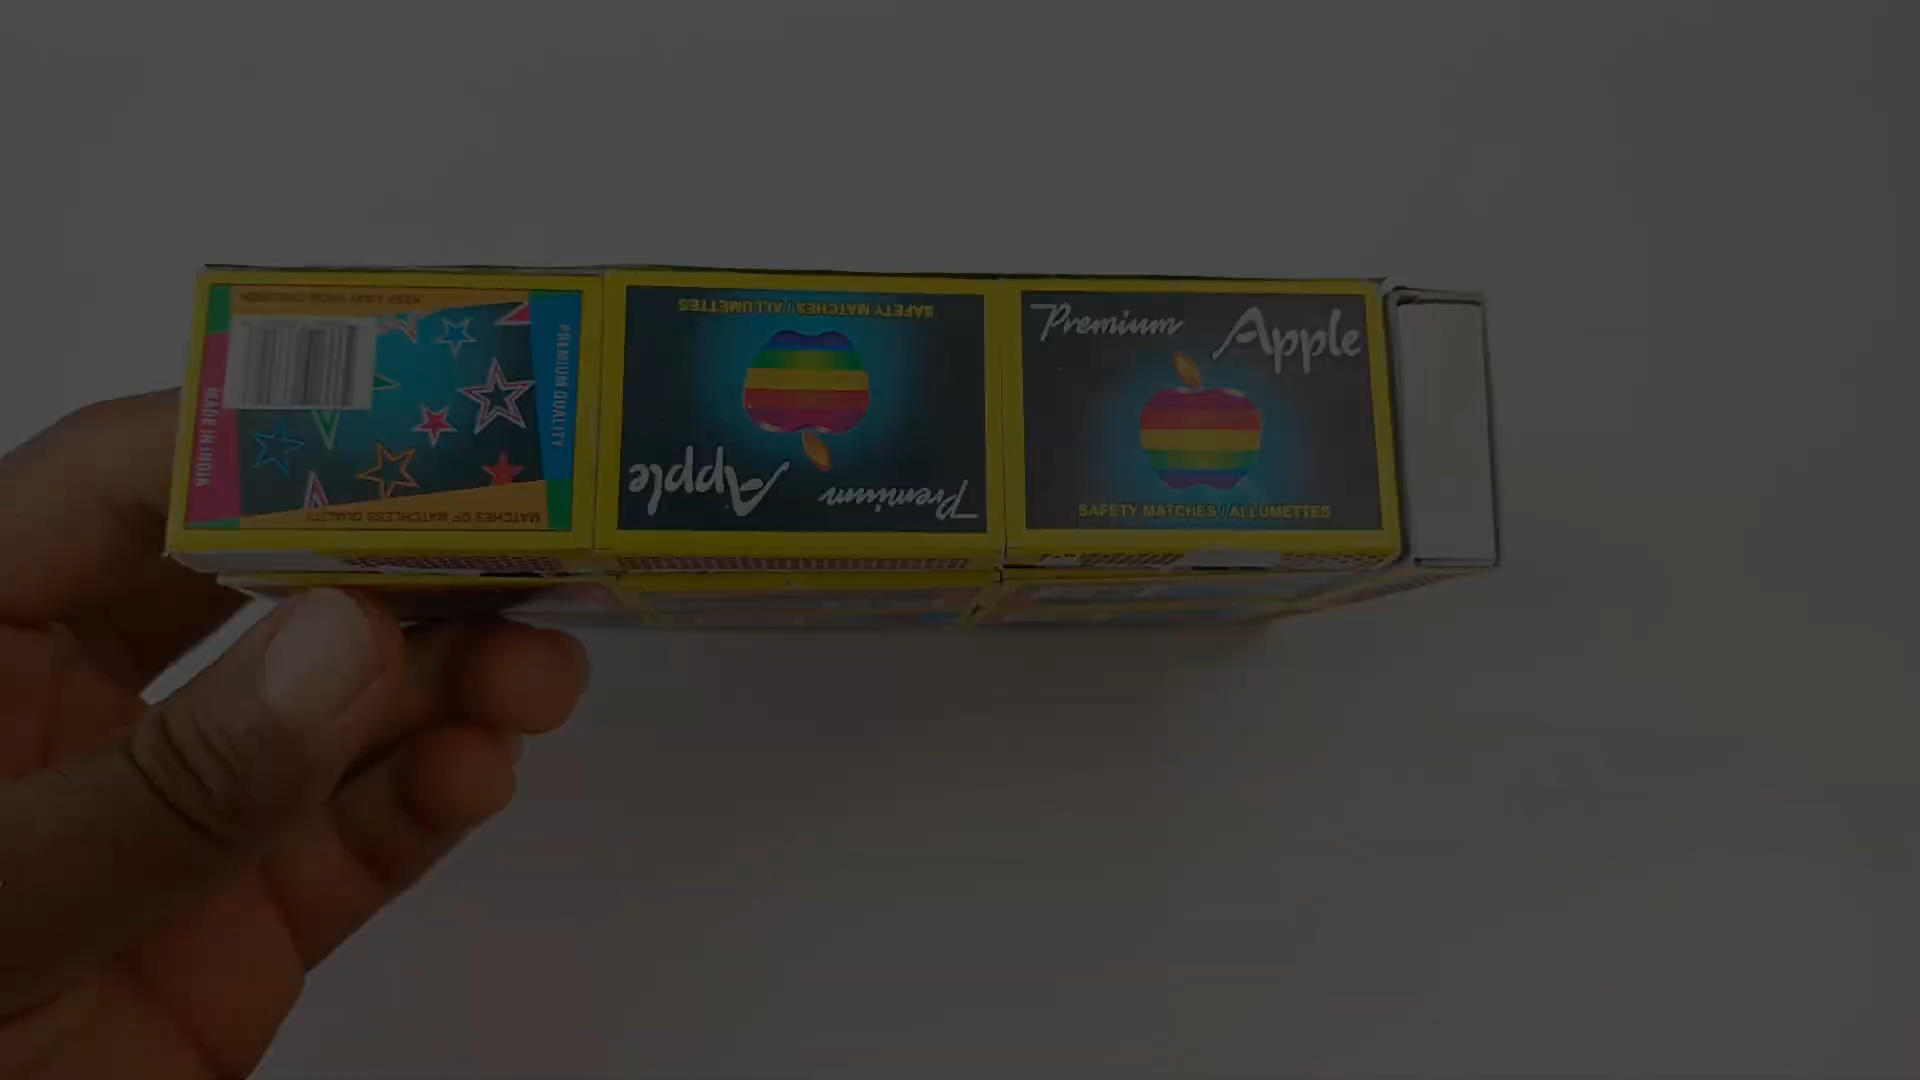 KEEP AWAY FROM CHILDREN
MADE IN INDIA
PREMIUM QUALITY
MATCHES OF MATCHLESS QUALITY
SAFETY MATCHES / ALLUMETTES
Apple
Premium
Premium Apple
SAFETY MATCHES / ALLUMETTES